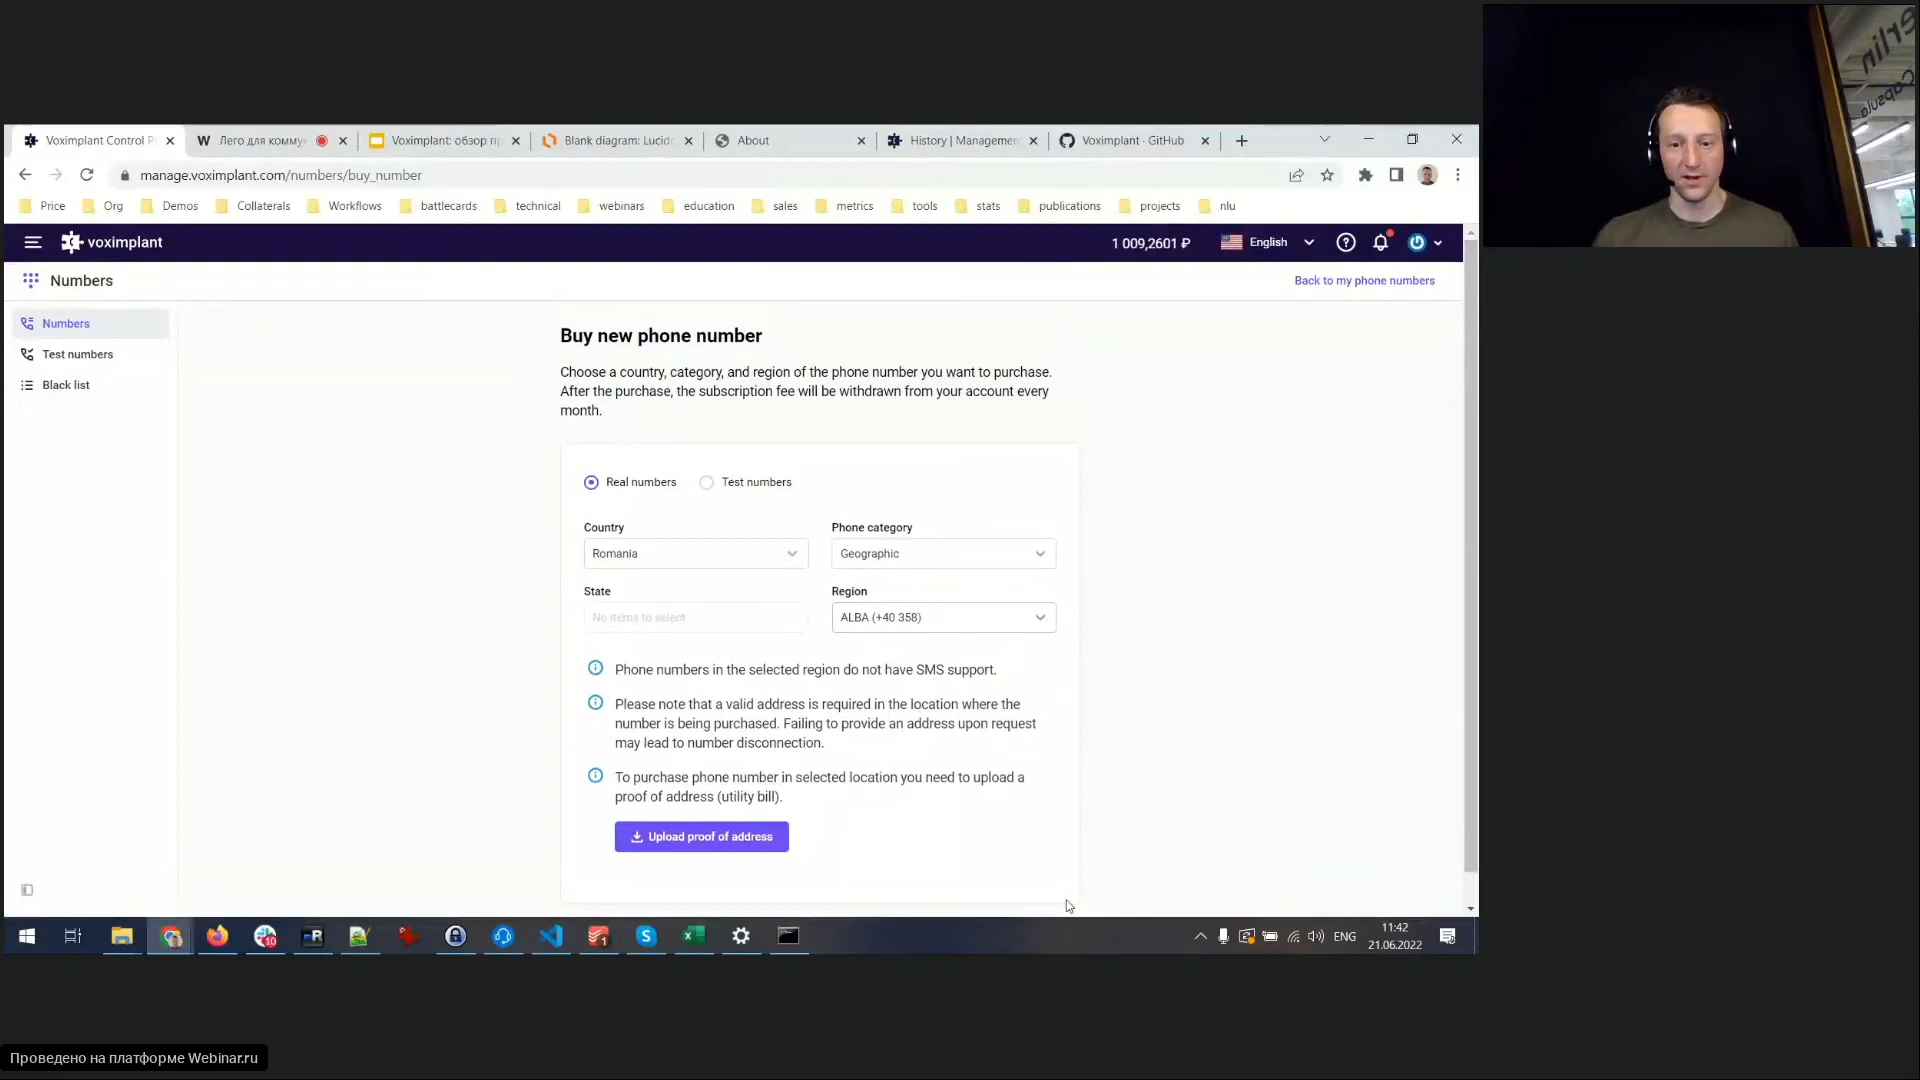 Voximplant Control P
Лего для комму
Voximplant: обзор п
Blank diagram: Lucid
About
History | Managemen
Voximplant · GitHub
manage.voximplant.com/numbers/buy_number
Price
Org
Demos
Collaterals
Workflows
battlecards
technical
webinars
education
sales
metrics
tools
stats
publications
projects
nlu
voximplant
1 009,2601 ₽
English
Numbers
Back to my phone numbers
Numbers
Test numbers
Black list
Buy new phone number
Choose a country, category, and region of the phone number you want to purchase.
After the purchase, the subscription fee will be withdrawn from your account every
month.
Real numbers
Test numbers
Country
Phone category
Romania
Geographic
State
Region
No items to select
ALBA (+40 358)
Phone numbers in the selected region do not have SMS support.
Please note that a valid address is required in the location where the
number is being purchased. Failing to provide an address upon request
may lead to number disconnection.
To purchase phone number in selected location you need to upload a
proof of address (utility bill).
Upload proof of address
ENG
11:42
21.06.2022
Проведено на платформе Webinar.ru
erlin
Capsula